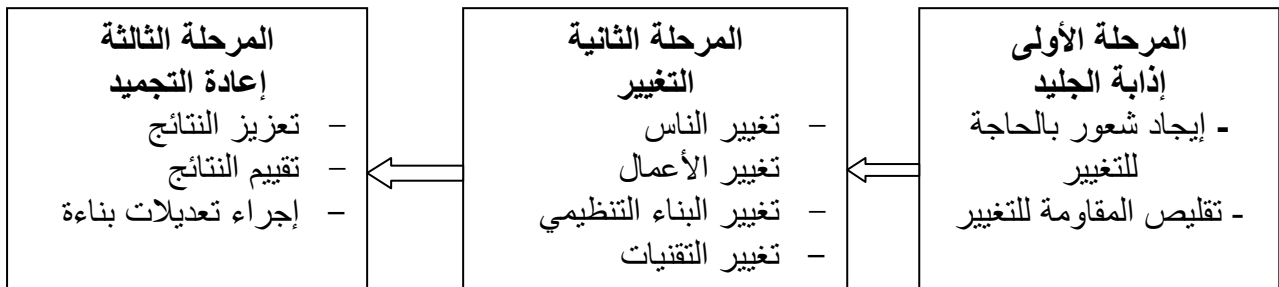 المرحلة الأولى
إذابة الجليد
- إيجاد شعور بالحاجة
للتغيير
- تقليص المقاومة للتغيير
المرحلة الثانية
التغيير
- تغيير الناس
- تغيير الأعمال
- تغيير البناء التنظيمي
- تغيير التقنيات
المرحلة الثالثة
إعادة التجميد
- تعزيز النتائج
- تقييم النتائج
- إجراء تعديلات بناءة